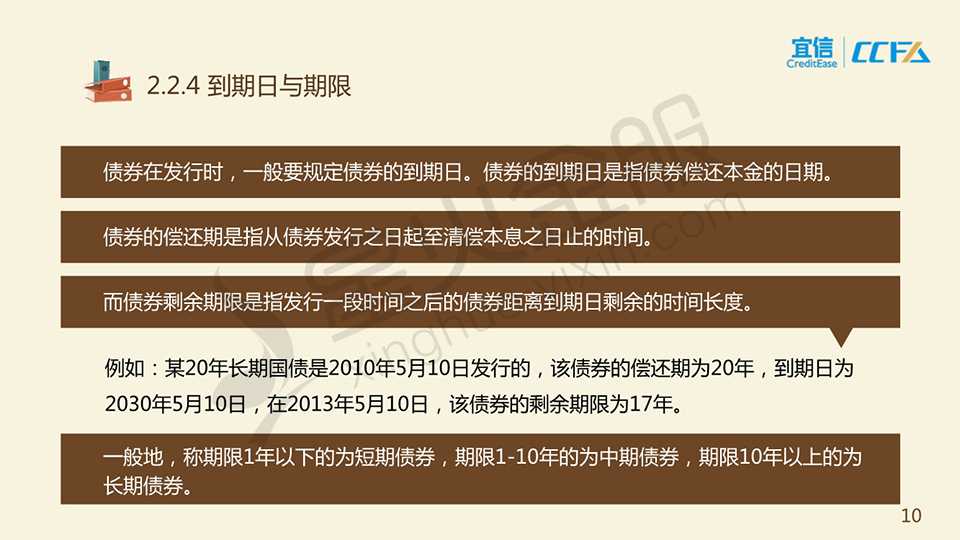 宜信
CreditEase
CCFA
2.2.4 到期日与期限
债券在发行时，一般要规定债券的到期日。债券的到期日是指债券偿还本金的日期。
债券的偿还期是指从债券发行之日起至清偿本息之日止的时间。
而债券剩余期限是指发行一段时间之后的债券距离到期日剩余的时间长度。
例如：某20年长期国债是2010年5月10日发行的，该债券的偿还期为20年，到期日为
2030年5月10日，在2013年5月10日，该债券的剩余期限为17年。
一般地，称期限1年以下的为短期债券，期限1-10年的为中期债券，期限10年以上的为
长期债券。
星火金服
xinghuoyixin.com
10